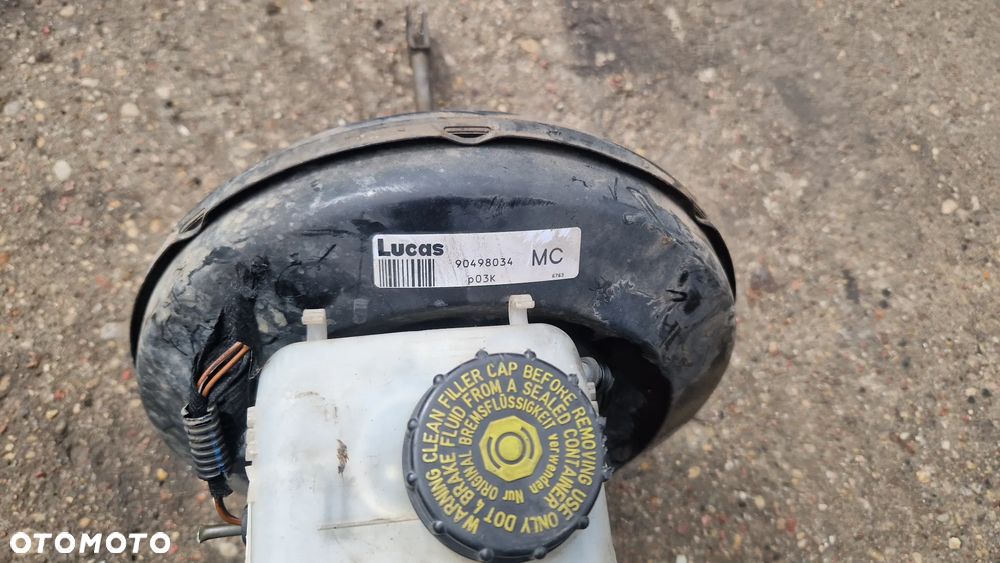 Lucas
90498034 MC
p03K 6763
WARNING CLEAN FILLER CAP BEFORE REMOVING USE ONLY DOT 4 BRAKE FLUID FROM A SEALED CONTAINER
Nur ORIGINAL BREMSFLÜSSIGKEIT verwenden
OTOMOTO